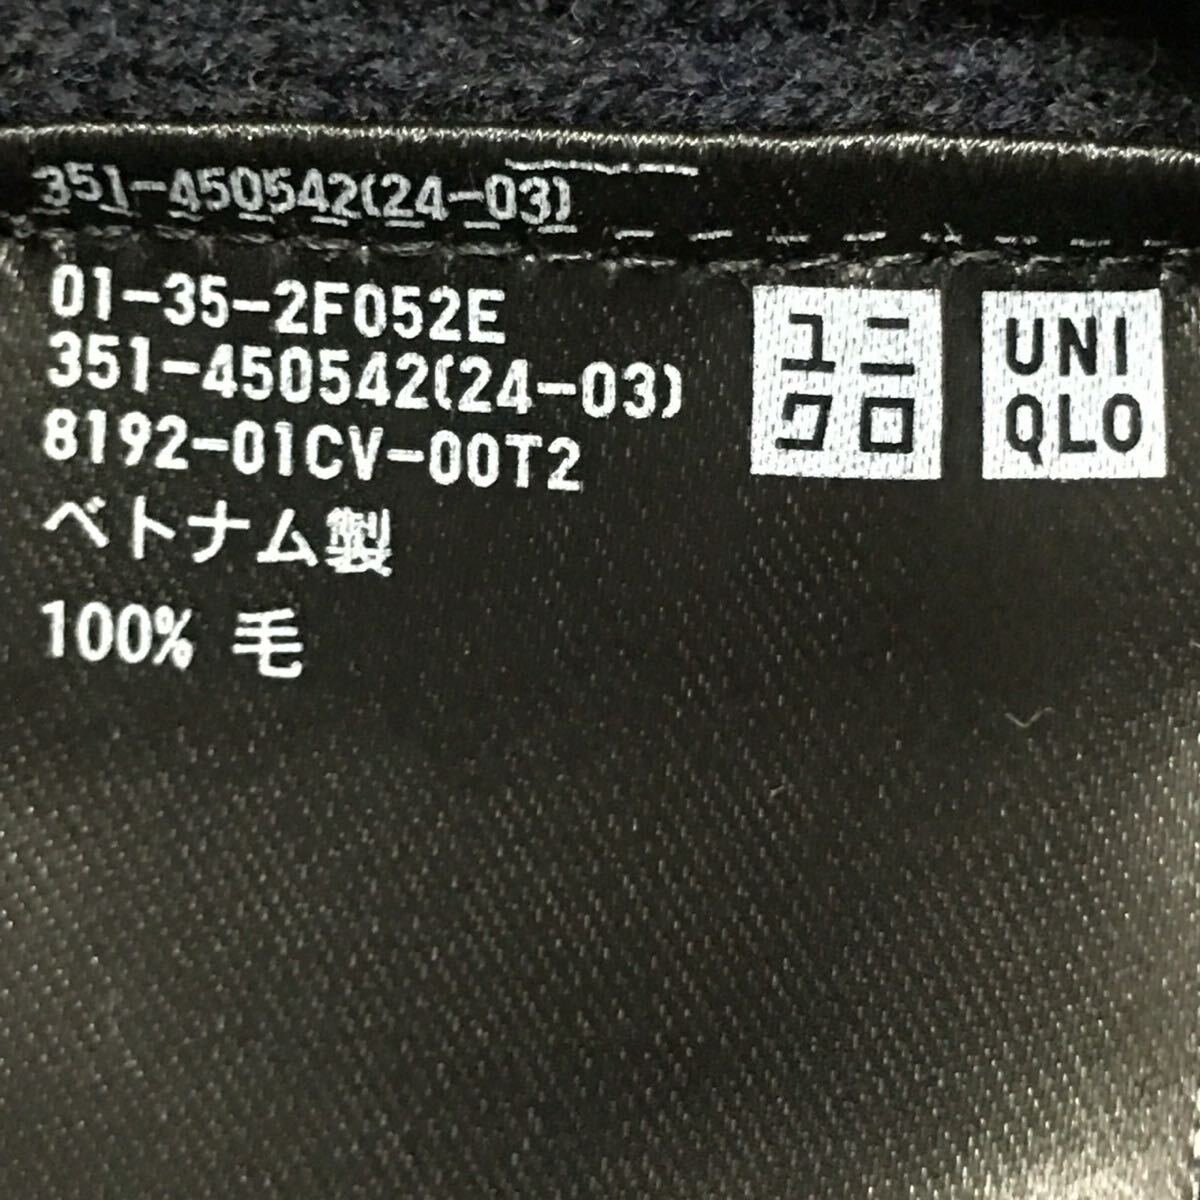 351-450542(24-03)
01-35-2F052E
351-450542(24-03)
8192-01CV-00T2
ベトナム製
100% 毛
ユニ
クロ
UNI
QLO